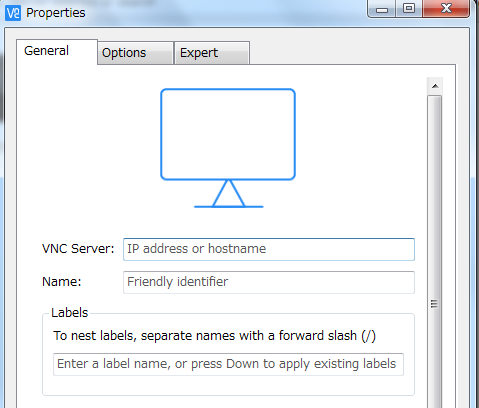 V2 Properties
General Options Expert
VNC Server: IP address or hostname
Name: Friendly identifier
Labels
To nest labels, separate names with a forward slash (/)
Enter a label name, or press Down to apply existing labels